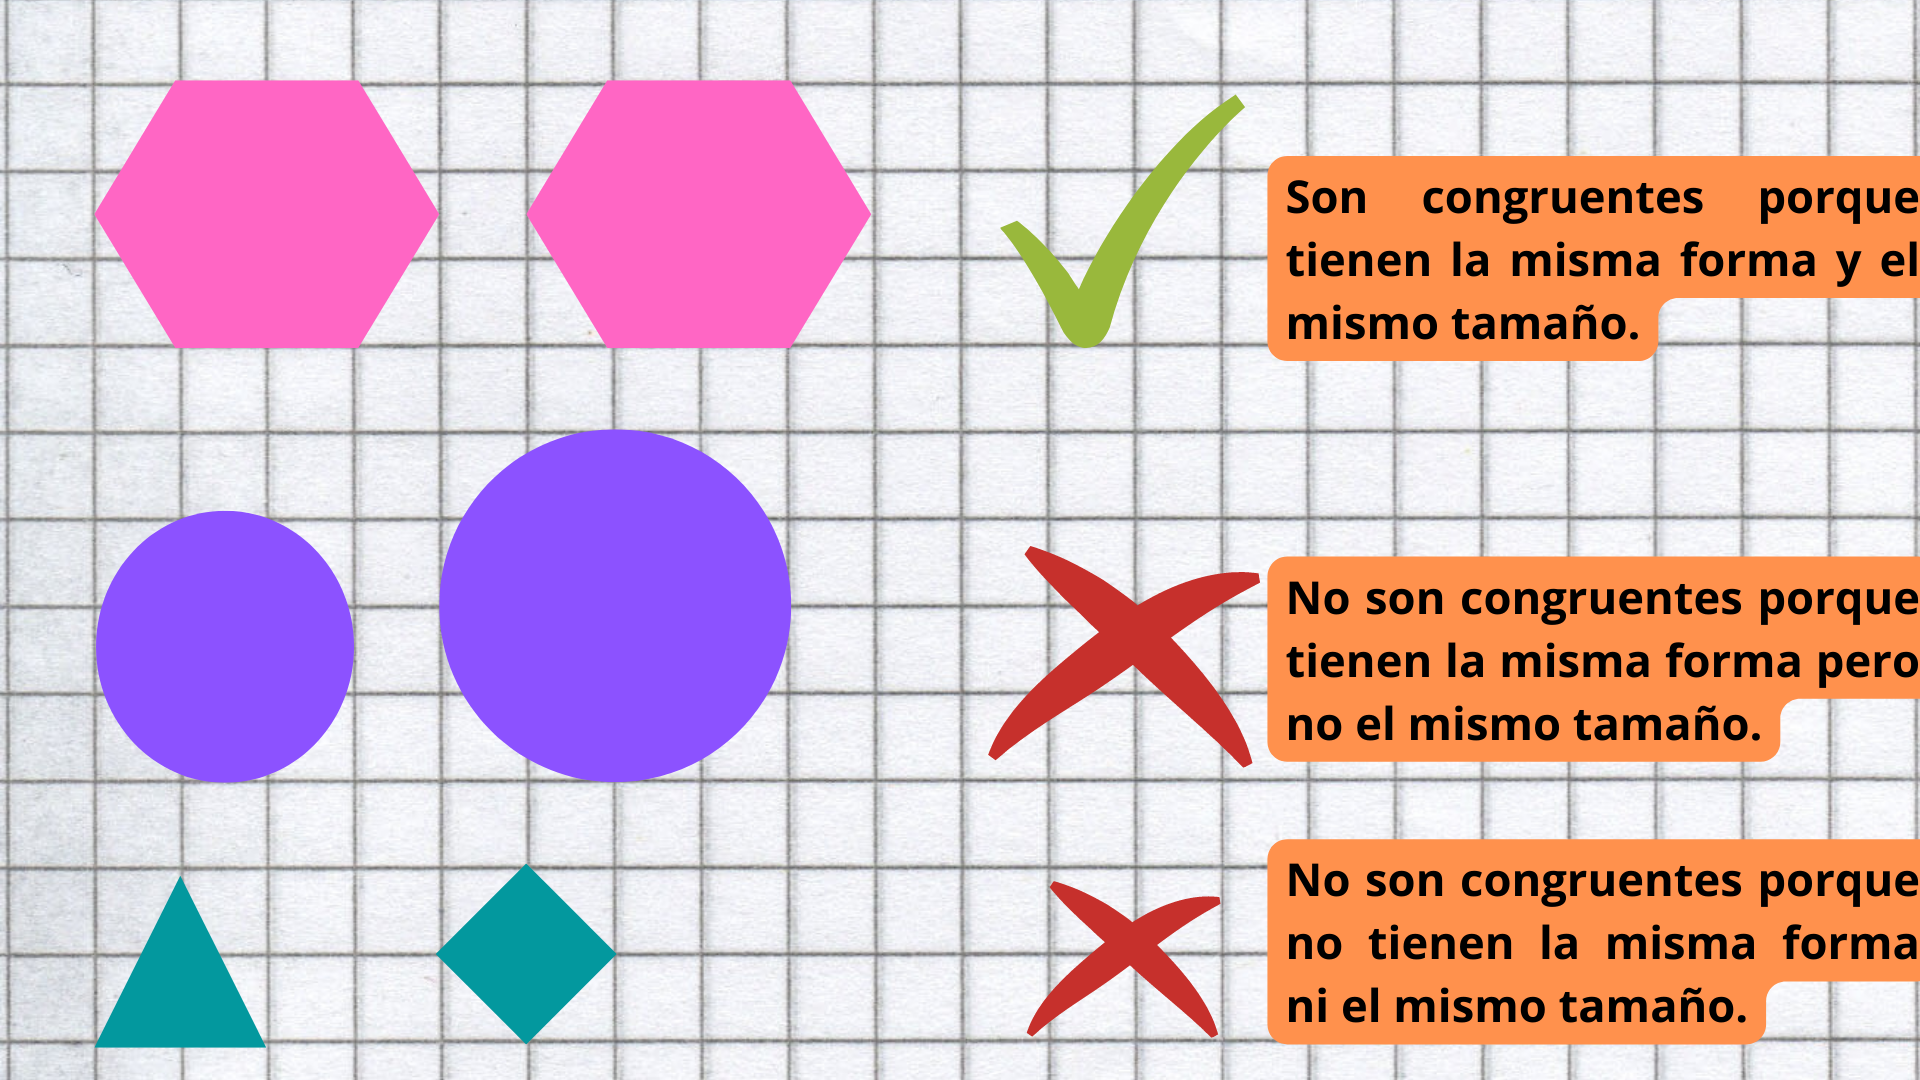 Son congruentes porque
tienen la misma forma y el
mismo tamaño.
No son congruentes porque
tienen la misma forma pero
no el mismo tamaño.
No son congruentes porque
no tienen la misma forma
ni el mismo tamaño.